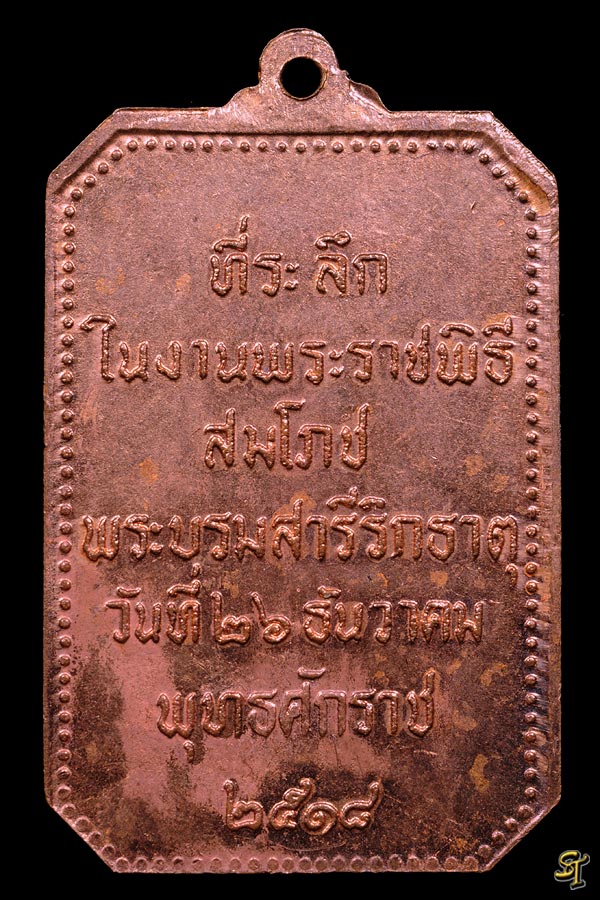 ที่ระลึก
ในงานพระราชพิธี
สมโภช
พระบรมสารีริกธาตุ
วันที่ ๒๖ ธันวาคม
พุทธศักราช
๒๕๑๘
ST